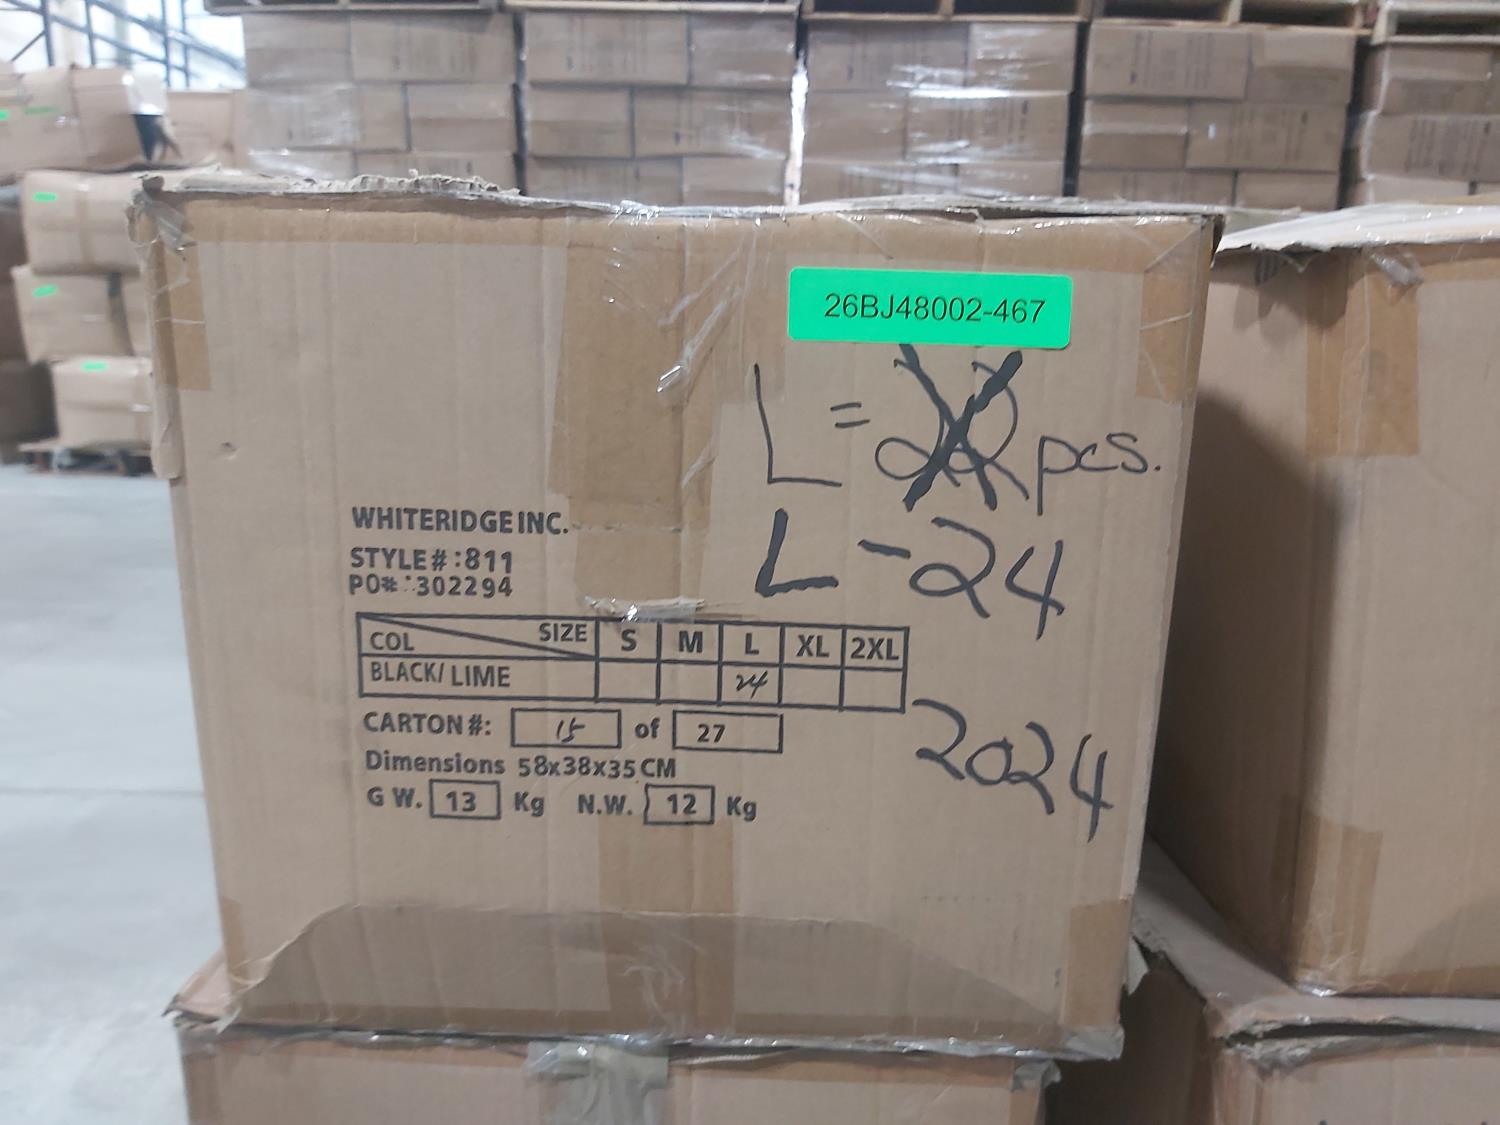 26BJ48002-467
L = 22 pcs.
L - 24
WHITERIDGE INC.
STYLE# :811
PO# :302294
COL SIZE S M L XL 2XL
BLACK/ LIME 24
CARTON #: 15 of 27
2024
Dimensions 58x38x35 CM
G W. 13 Kg N.W. 12 Kg